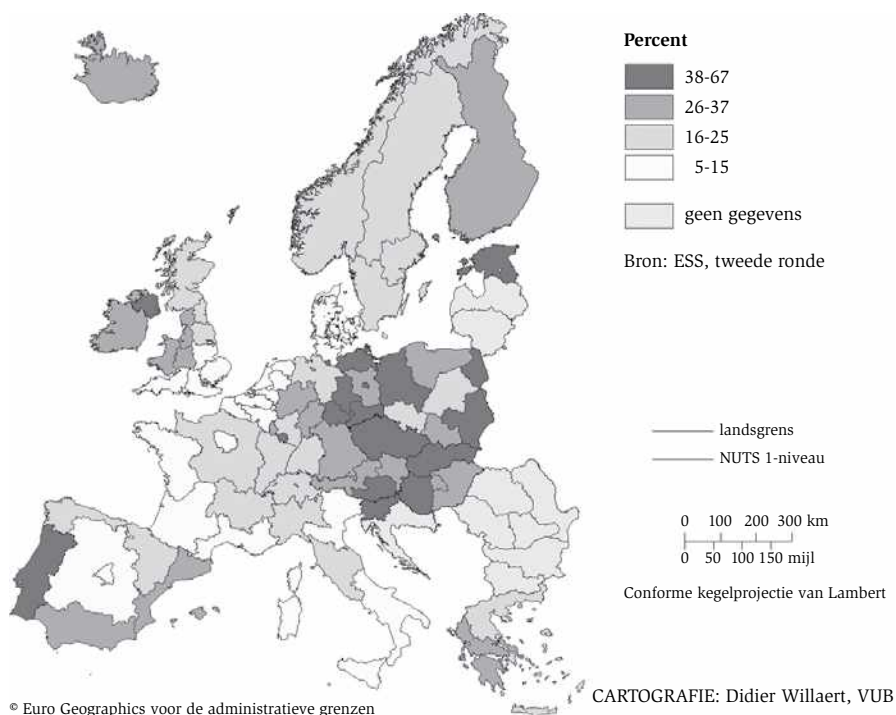 Percent
38-67
26-37
16-25
5-15
geen gegevens
Bron: ESS, tweede ronde
landsgrens
NUTS 1-niveau
0 100 200 300 km
0 50 100 150 mijl
Conforme kegelprojectie van Lambert
© Euro Geographics voor de administratieve grenzen
CARTOGRAFIE: Didier Willaert, VUB